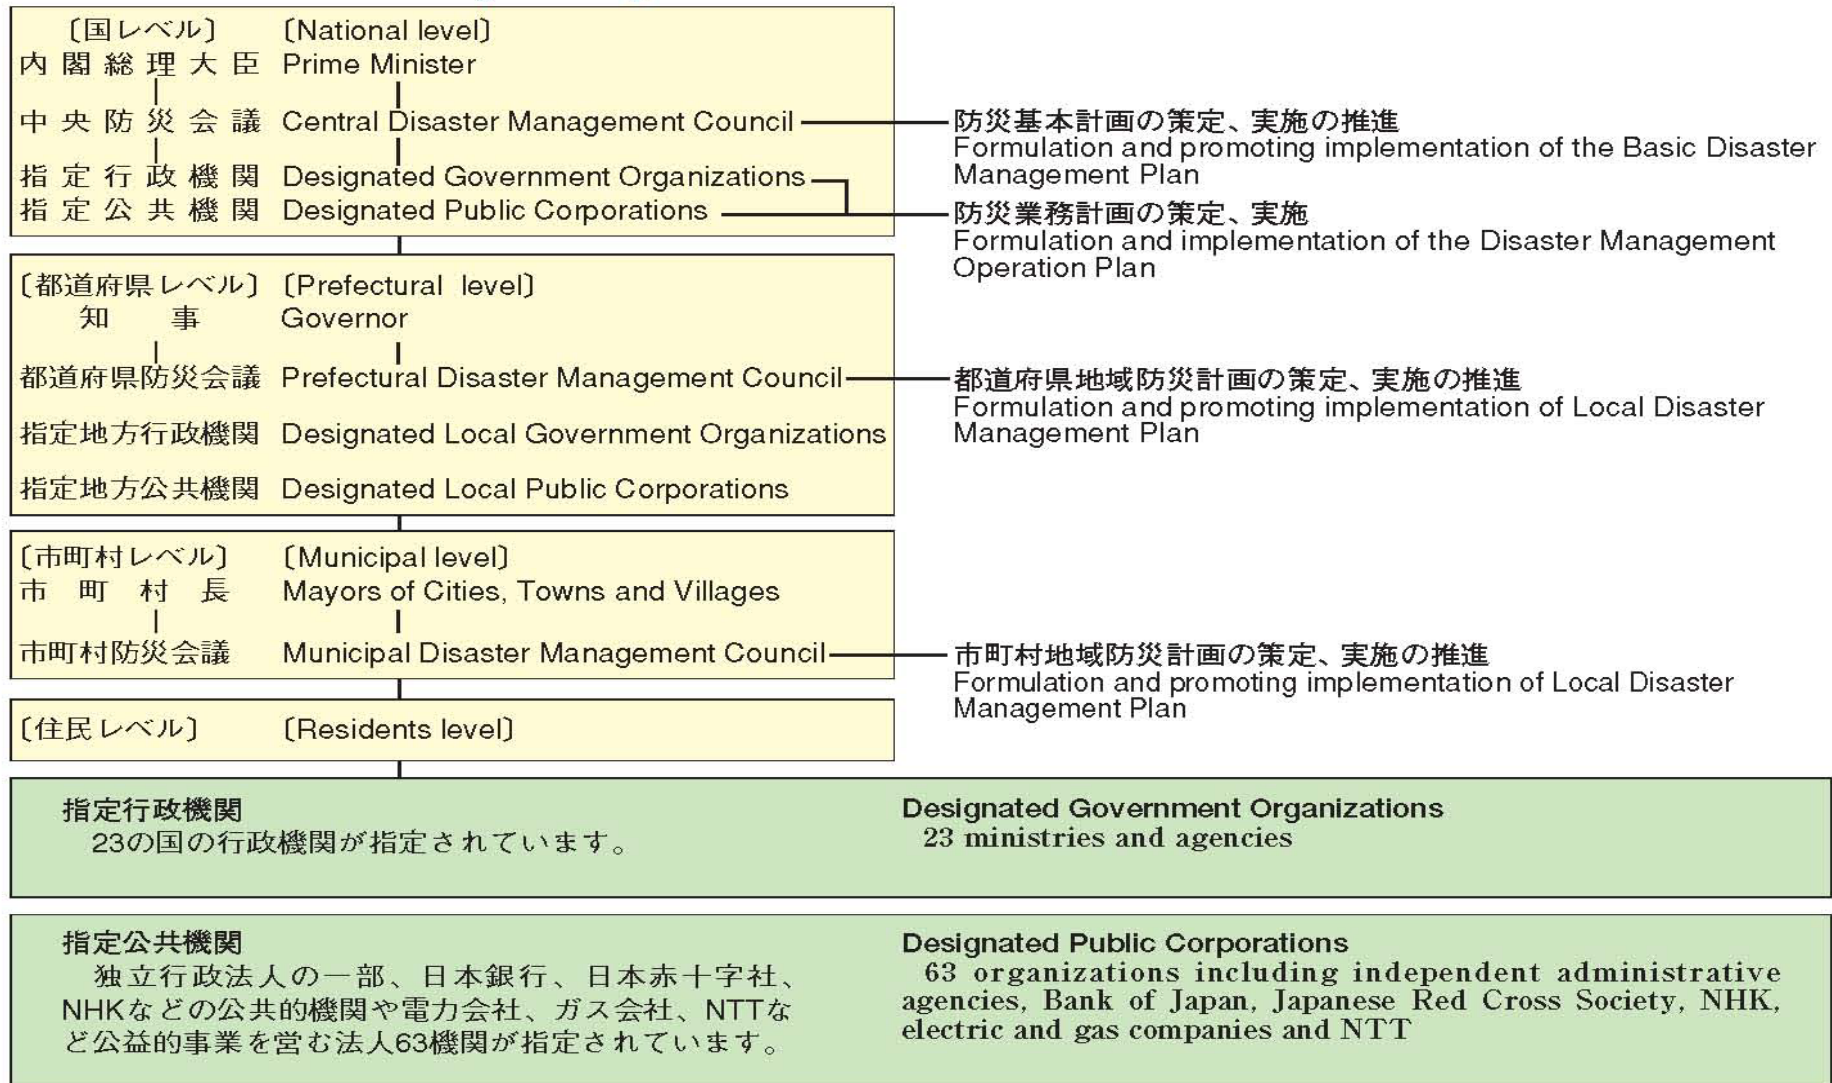 〔国レベル〕 〔National level〕
内閣総理大臣 Prime Minister
中央防災会議 Central Disaster Management Council
防災基本計画の策定、実施の推進
Formulation and promoting implementation of the Basic Disaster
Management Plan
指定行政機関 Designated Government Organizations
指定公共機関 Designated Public Corporations
防災業務計画の策定、実施
Formulation and implementation of the Disaster Management
Operation Plan
〔都道府県レベル〕 〔Prefectural level〕
知事 Governor
都道府県防災会議 Prefectural Disaster Management Council
都道府県地域防災計画の策定、実施の推進
Formulation and promoting implementation of Local Disaster
Management Plan
指定地方行政機関 Designated Local Government Organizations
指定地方公共機関 Designated Local Public Corporations
〔市町村レベル〕 〔Municipal level〕
市町村長 Mayors of Cities, Towns and Villages
市町村防災会議 Municipal Disaster Management Council
市町村地域防災計画の策定、実施の推進
Formulation and promoting implementation of Local Disaster
Management Plan
〔住民レベル〕 〔Residents level〕
指定行政機関
23の国の行政機関が指定されています。
Designated Government Organizations
23 ministries and agencies
指定公共機関
独立行政法人の一部、日本銀行、日本赤十字社、
NHKなどの公共的機関や電力会社、ガス会社、NTTな
ど公益的事業を営む法人63機関が指定されています。
Designated Public Corporations
63 organizations including independent administrative
agencies, Bank of Japan, Japanese Red Cross Society, NHK,
electric and gas companies and NTT